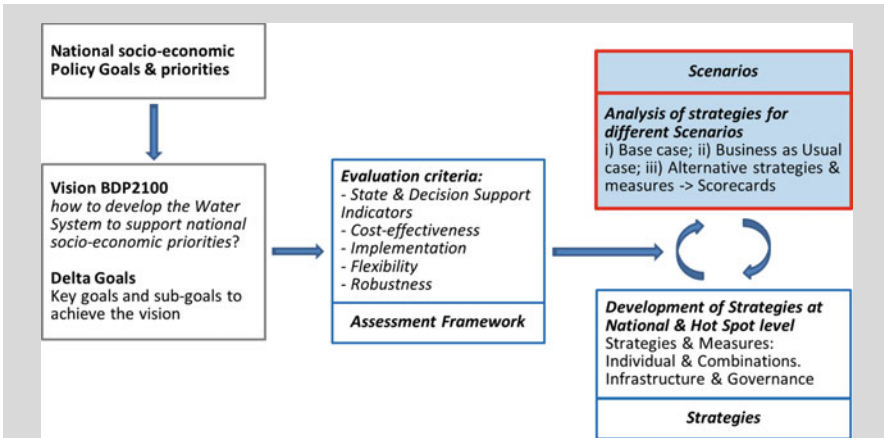 National socio-economic
Policy Goals & priorities
Vision BDP2100
how to develop the Water
System to support national
socio-economic priorities?
Delta Goals
Key goals and sub-goals to
achieve the vision
Evaluation criteria:
- State & Decision Support
Indicators
- Cost-effectiveness
- Implementation
- Flexibility
- Robustness
Assessment Framework
Scenarios
Analysis of strategies for
different Scenarios
i) Base case; ii) Business as Usual
case; iii) Alternative strategies &
measures -> Scorecards
Development of Strategies at
National & Hot Spot level
Strategies & Measures:
Individual & Combinations.
Infrastructure & Governance
Strategies